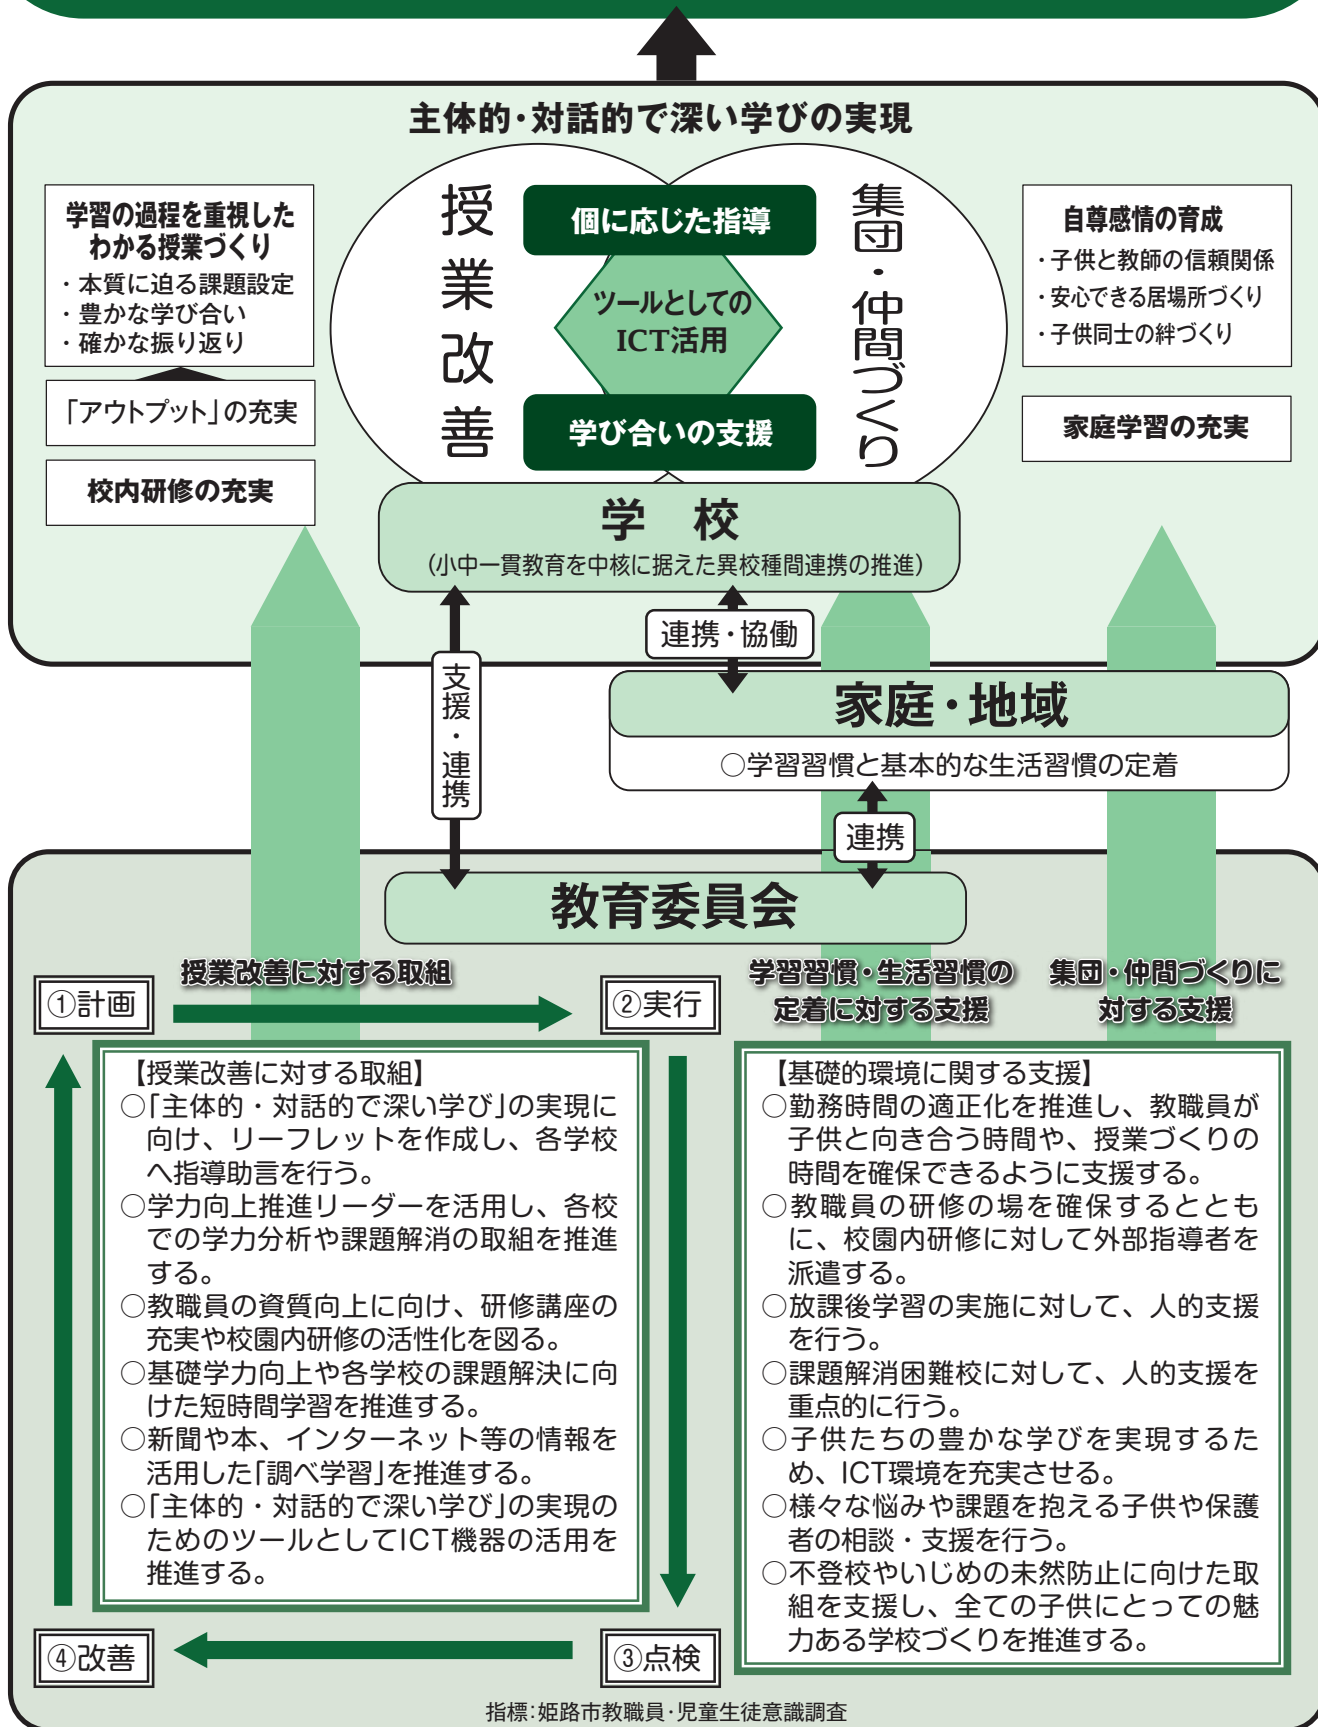 主体的・対話的で深い学びの実現
学習の過程を重視した
わかる授業づくり
・本質に迫る課題設定
・豊かな学び合い
・確かな振り返り
「アウトプット」の充実
校内研修の充実
授業改善
個に応じた指導
ツールとしての
ICT活用
学び合いの支援
集団・仲間づくり
自尊感情の育成
・子供と教師の信頼関係
・安心できる居場所づくり
・子供同士の絆づくり
家庭学習の充実
学 校
(小中一貫教育を中核に据えた異校種間連携の推進)
支援・連携
連携・協働
家庭・地域
○学習習慣と基本的な生活習慣の定着
連携
教育委員会
①計画
授業改善に対する取組
②実行
学習習慣・生活習慣の
定着に対する支援
集団・仲間づくりに
対する支援
【授業改善に対する取組】
○「主体的・対話的で深い学び」の実現に
向け、リーフレットを作成し、各学校
へ指導助言を行う。
○学力向上推進リーダーを活用し、各校
での学力分析や課題解消の取組を推進
する。
○教職員の資質向上に向け、研修講座の
充実や校園内研修の活性化を図る。
○基礎学力向上や各学校の課題解決に向
けた短時間学習を推進する。
○新聞や本、インターネット等の情報を
活用した「調べ学習」を推進する。
○「主体的・対話的で深い学び」の実現の
ためのツールとしてICT機器の活用を
推進する。
【基礎的環境に関する支援】
○勤務時間の適正化を推進し、教職員が
子供と向き合う時間や、授業づくりの
時間を確保できるように支援する。
○教職員の研修の場を確保するととも
に、校園内研修に対して外部指導者を
派遣する。
○放課後学習の実施に対して、人的支援
を行う。
○課題解消困難校に対して、人的支援を
重点的に行う。
○子供たちの豊かな学びを実現するた
め、ICT環境を充実させる。
○様々な悩みや課題を抱える子供や保護
者の相談・支援を行う。
○不登校やいじめの未然防止に向けた取
組を支援し、全ての子供にとっての魅
力ある学校づくりを推進する。
④改善
③点検
指標:姫路市教職員・児童生徒意識調査